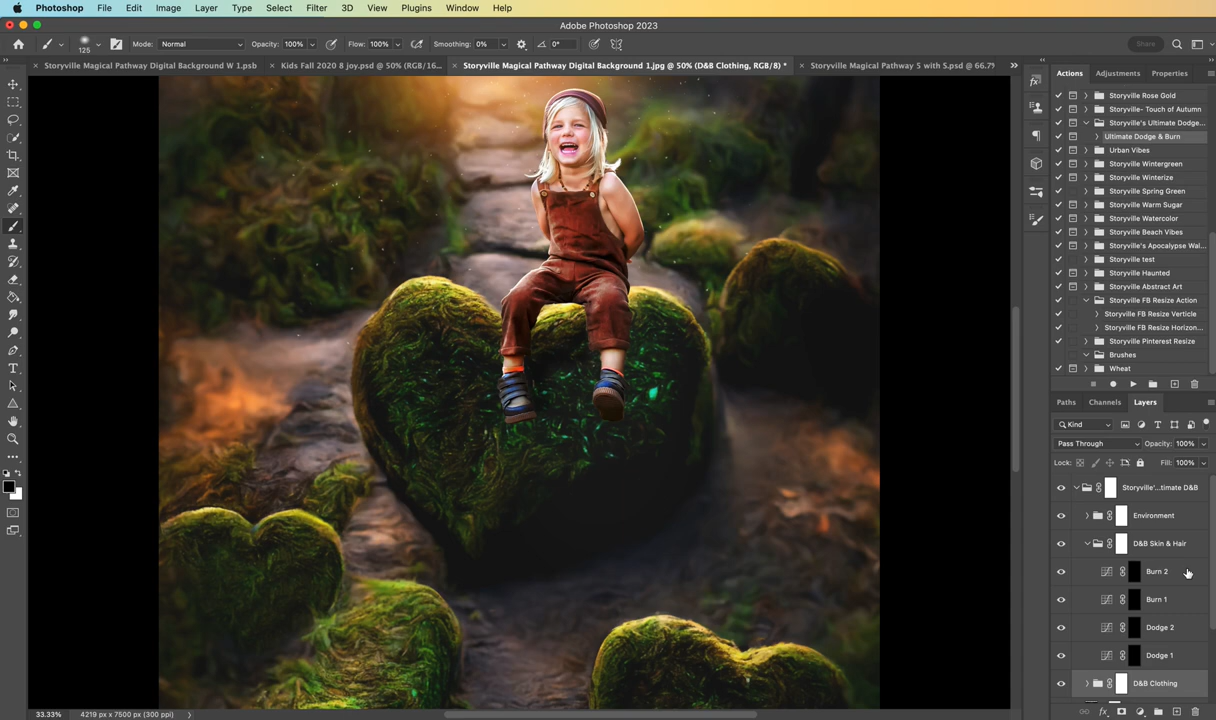 Photoshop File Edit Image Layer Type Select Filter 3D View Plugins Window Help
Adobe Photoshop 2023
125 Mode: Normal Opacity: 100% Flow: 100% Smoothing: 0% 0° Share
Storyville Magical Pathway Digital Background W 1.psb Kids Fall 2020 8 joy.psd @ 50% (RGB/16... Storyville Magical Pathway Digital Background 1.jpg @ 50% (D&B Clothing, RGB/8) * Storyville Magical Pathway 5 with S.psd @ 66.7%
Actions Adjustments Properties
Storyville Rose Gold
Storyville- Touch of Autumn
Storyville's Ultimate Dodge...
Ultimate Dodge & Burn
Urban Vibes
Storyville Wintergreen
Storyville Winterize
Storyville Spring Green
Storyville Warm Sugar
Storyville Watercolor
Storyville Beach Vibes
Storyville's Apocalypse Wal...
Storyville test
Storyville Haunted
Storyville Abstract Art
Storyville FB Resize Action
Storyville FB Resize Verticle
Storyville FB Resize Horizon...
Storyville Pinterest Resize
Brushes
Wheat
Paths Channels Layers
Kind
Pass Through Opacity: 100%
Lock: Fill: 100%
Storyville'...timate D&B
Environment
D&B Skin & Hair
Burn 2
Burn 1
Dodge 2
Dodge 1
D&B Clothing
33.33% 4219 px x 7500 px (300 ppi)